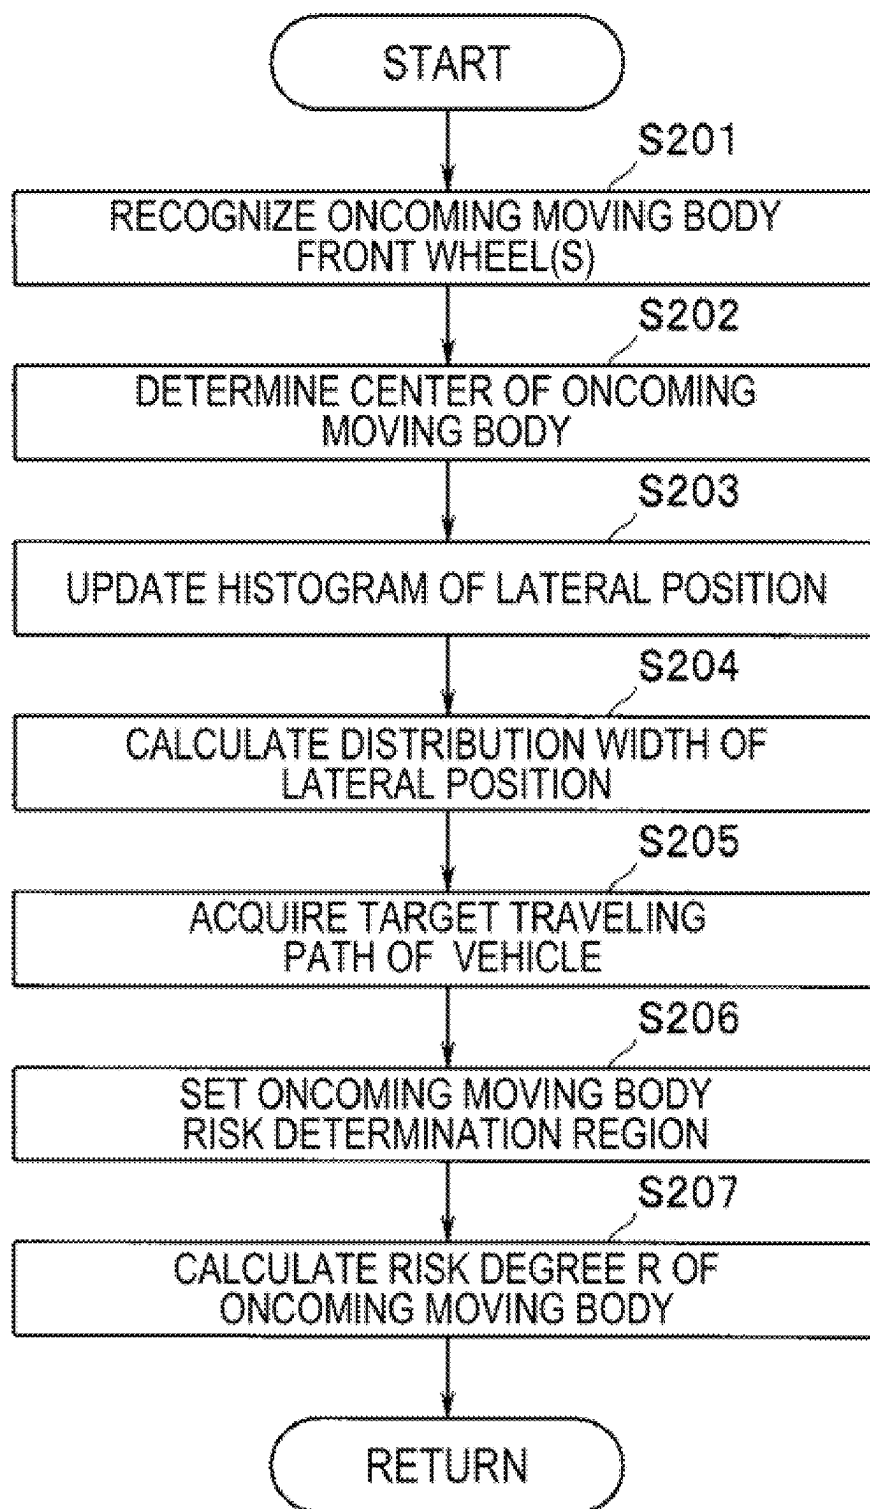 START
S201
RECOGNIZE ONCOMING MOVING BODY
FRONT WHEEL(S)
S202
DETERMINE CENTER OF ONCOMING
MOVING BODY
S203
UPDATE HISTOGRAM OF LATERAL POSITION
S204
CALCULATE DISTRIBUTION WIDTH OF
LATERAL POSITION
S205
ACQUIRE TARGET TRAVELING
PATH OF VEHICLE
S206
SET ONCOMING MOVING BODY
RISK DETERMINATION REGION
S207
CALCULATE RISK DEGREE R OF
ONCOMING MOVING BODY
RETURN